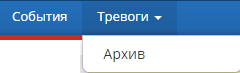 События Тревоги
Архив